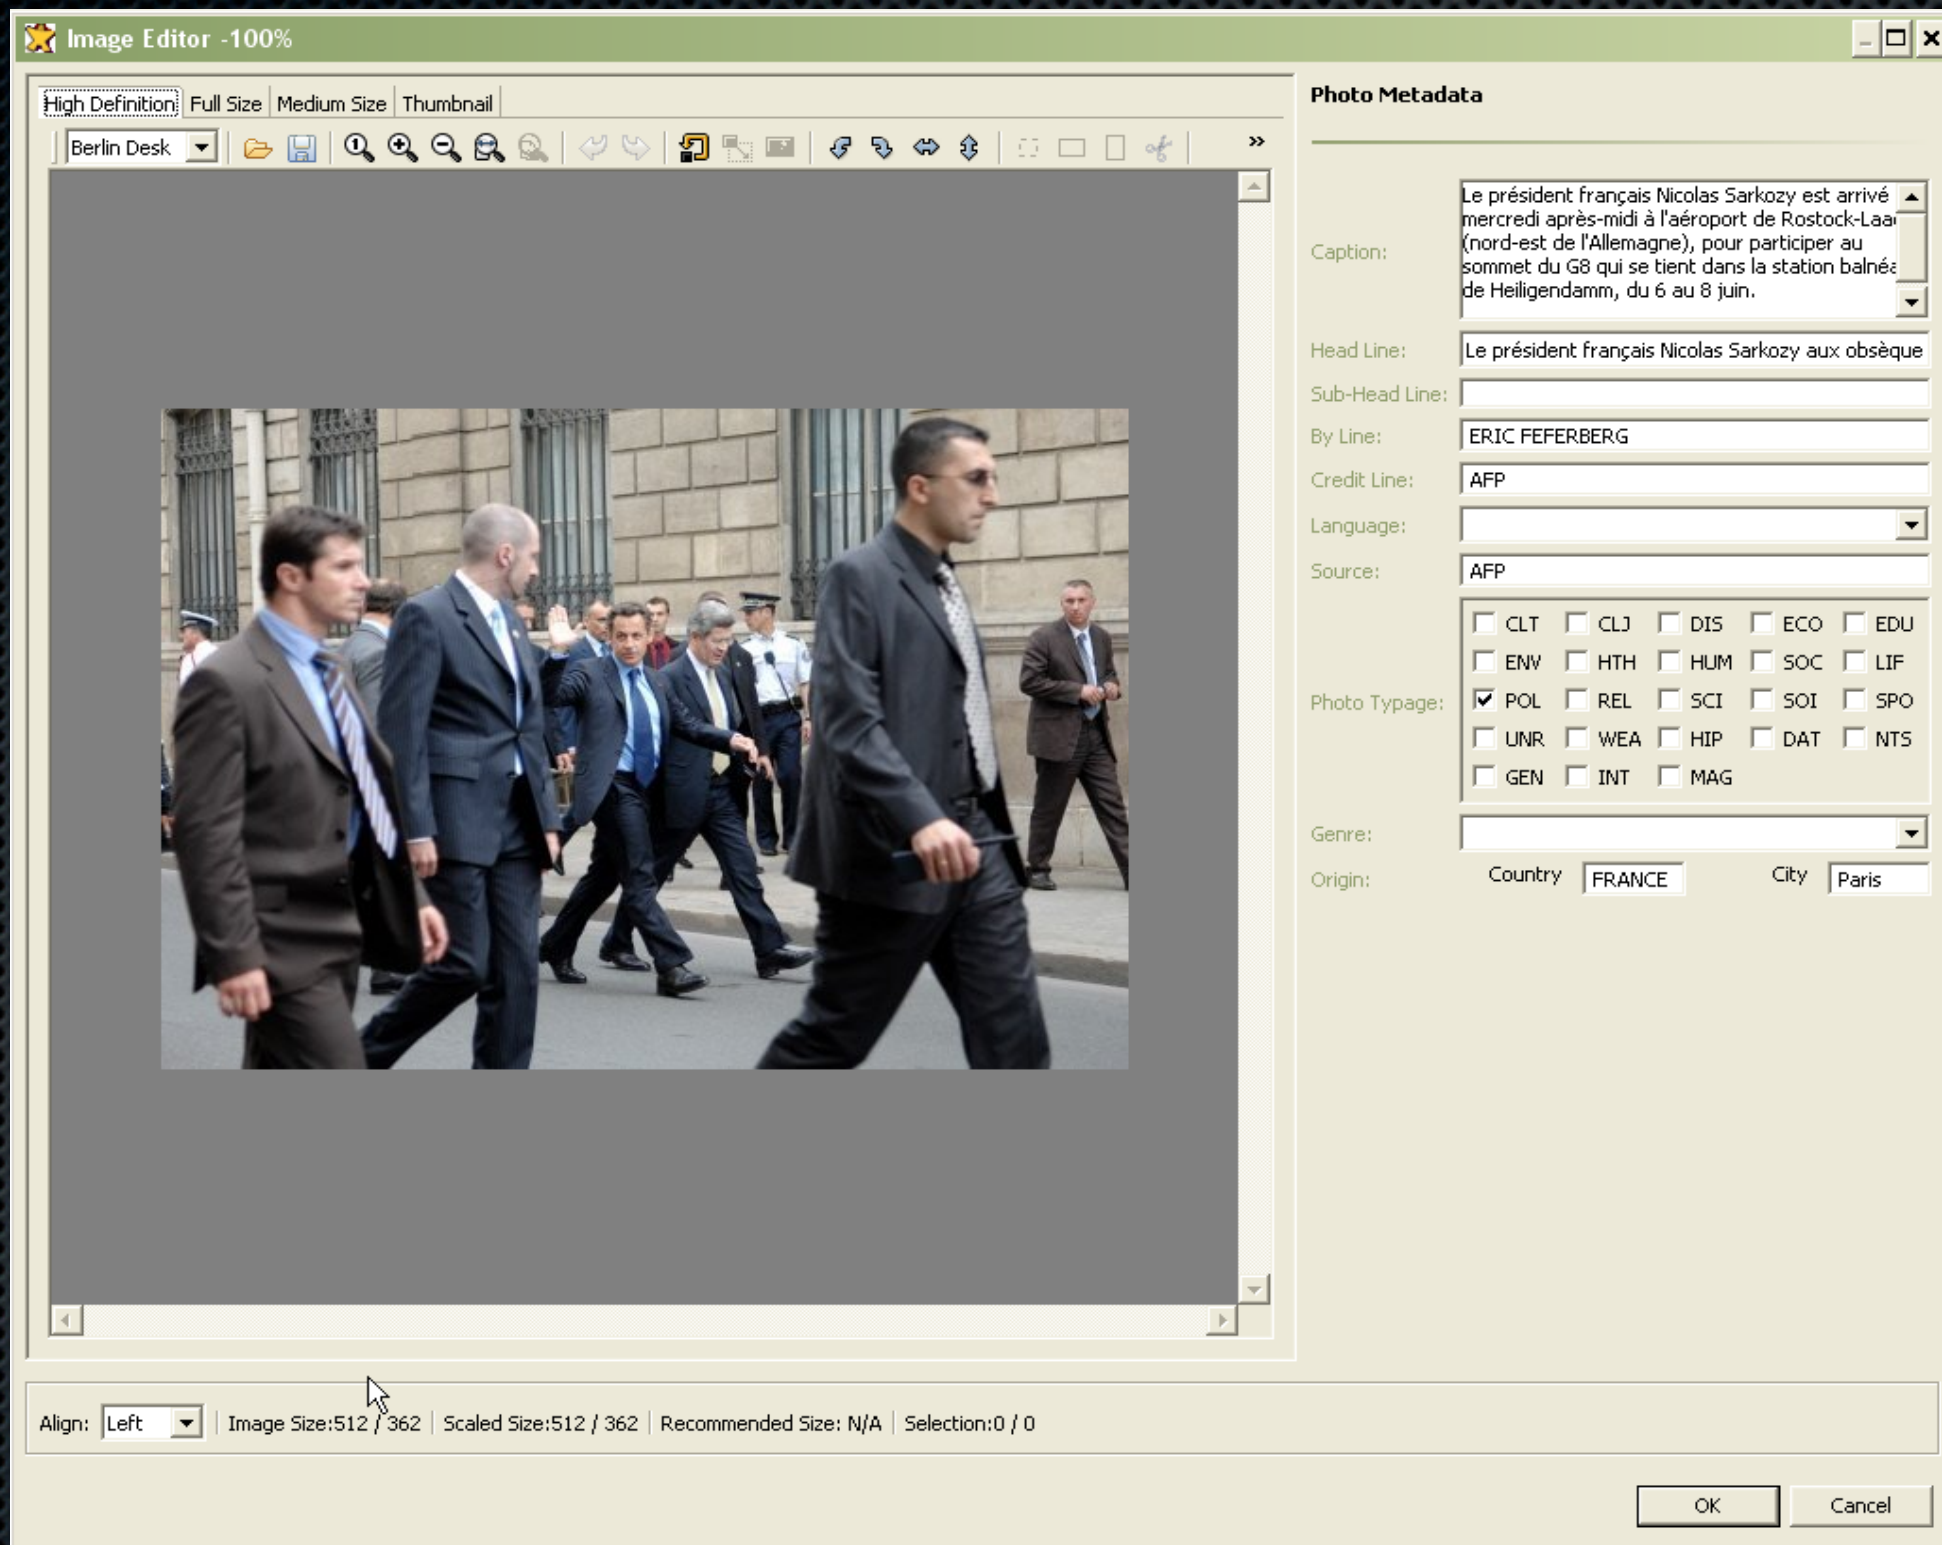 Image Editor -100%
High Definition Full Size Medium Size Thumbnail
Berlin Desk
»
Photo Metadata
Caption:
Le président français Nicolas Sarkozy est arrivé
mercredi après-midi à l'aéroport de Rostock-Laa
(nord-est de l'Allemagne), pour participer au
sommet du G8 qui se tient dans la station balnéa
de Heiligendamm, du 6 au 8 juin.
Head Line: Le président français Nicolas Sarkozy aux obsèque
Sub-Head Line:
By Line: ERIC FEFERBERG
Credit Line: AFP
Language:
Source: AFP
Photo Typage:
CLT CLJ DIS ECO EDU
ENV HTH HUM SOC LIF
POL REL SCI SOI SPO
UNR WEA HIP DAT NTS
GEN INT MAG
Genre:
Origin: Country FRANCE City Paris
Align: Left Image Size:512 / 362 Scaled Size:512 / 362 Recommended Size: N/A Selection:0 / 0
OK Cancel